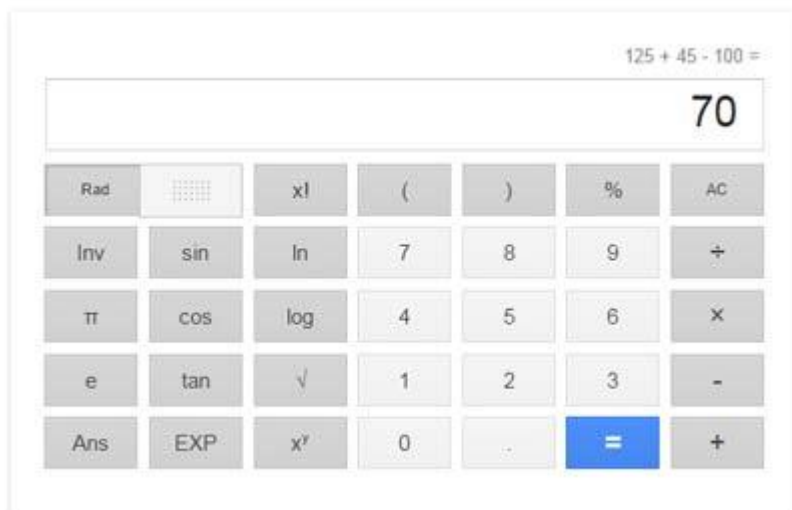 125 + 45 - 100 =
70
Rad x! ( ) % AC
Inv sin ln 7 8 9 ÷
π cos log 4 5 6 ×
e tan √ 1 2 3 -
Ans EXP xʸ 0 . = +